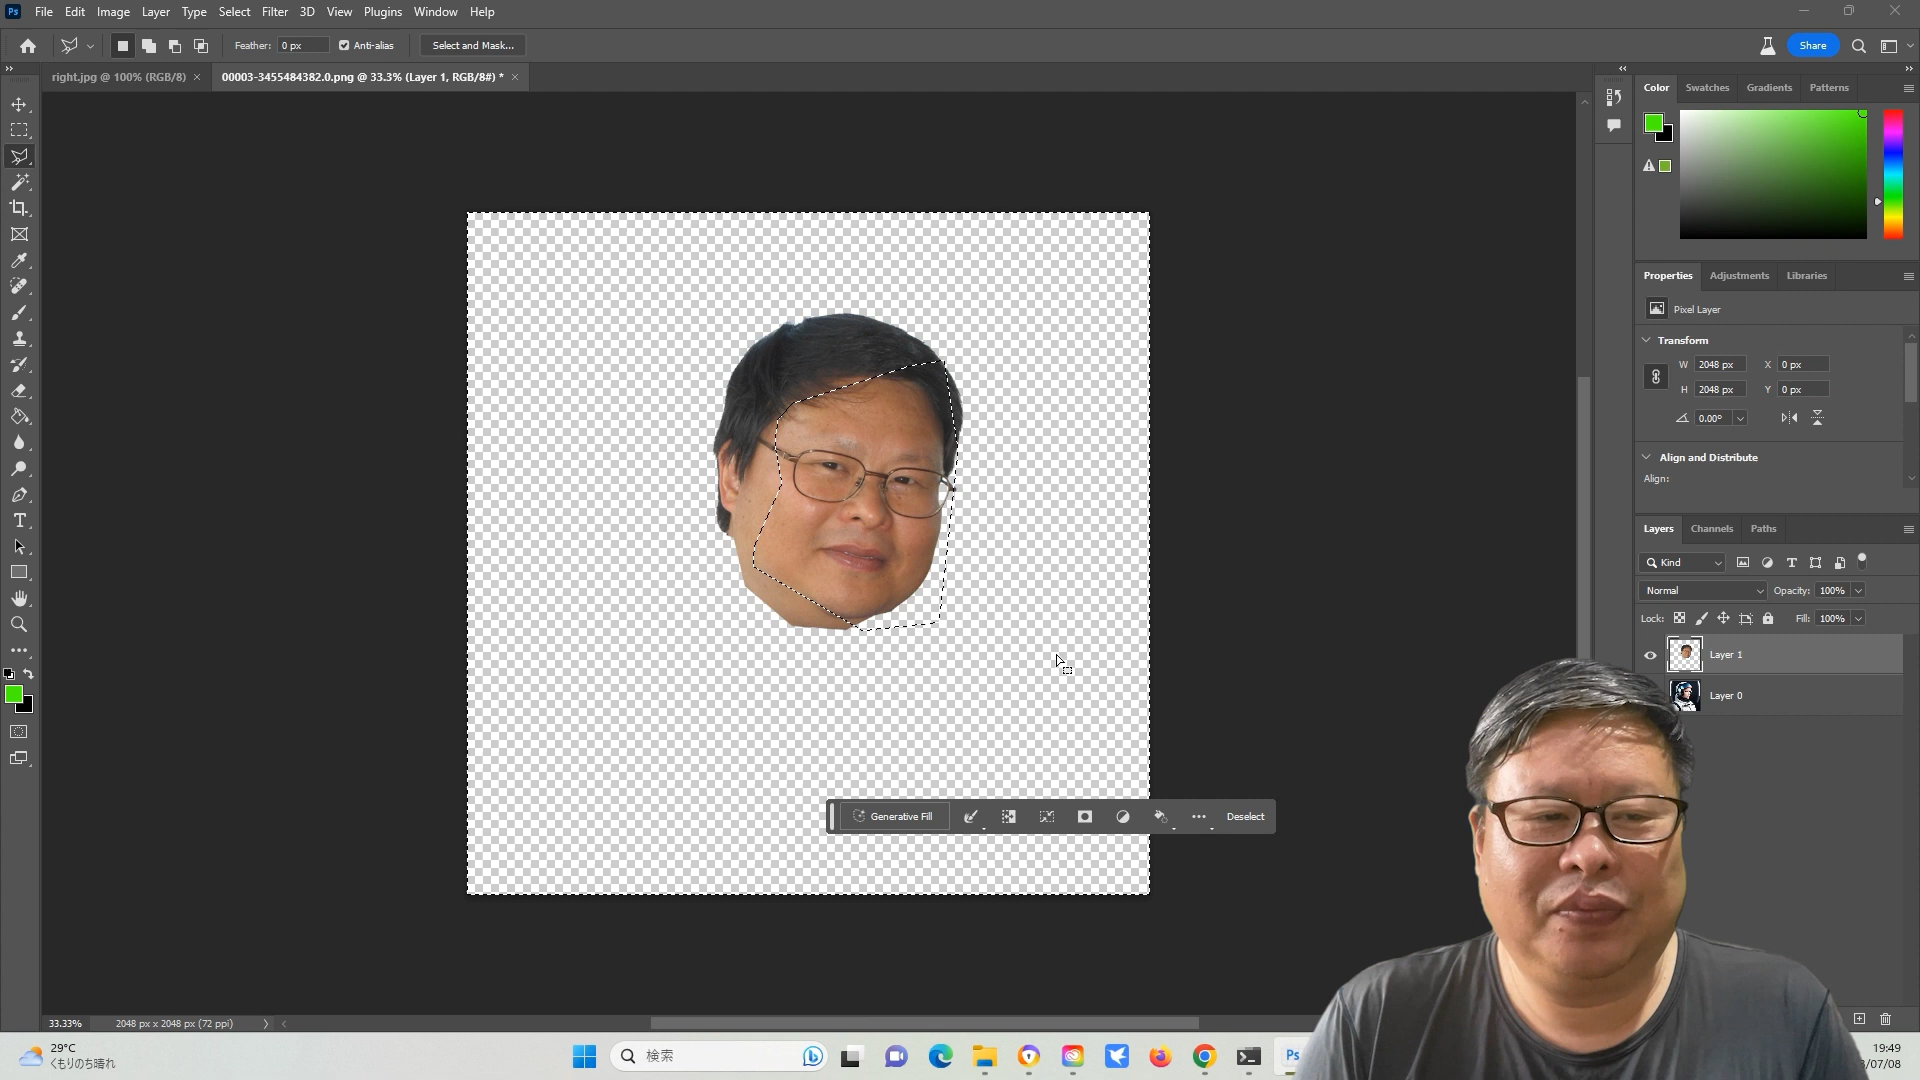 Ps File Edit Image Layer Type Select Filter 3D View Plugins Window Help
Feather: 0 px Anti-alias Select and Mask... Share
right.jpg @ 100% (RGB/8) × 00003-3455484382.0.png @ 33.3% (Layer 1, RGB/8#) * ×
Color Swatches Gradients Patterns
Properties Adjustments Libraries
Pixel Layer
Transform
W 2048 px X 0 px
H 2048 px Y 0 px
0.00°
Align and Distribute
Align:
Layers Channels Paths
Kind
Normal Opacity: 100%
Lock: Fill: 100%
Layer 1
Layer 0
Generative Fill Deselect
33.33% 2048 px x 2048 px (72 ppi)
29°C
くもりのち晴れ
検索
Ps
19:49
/07/08